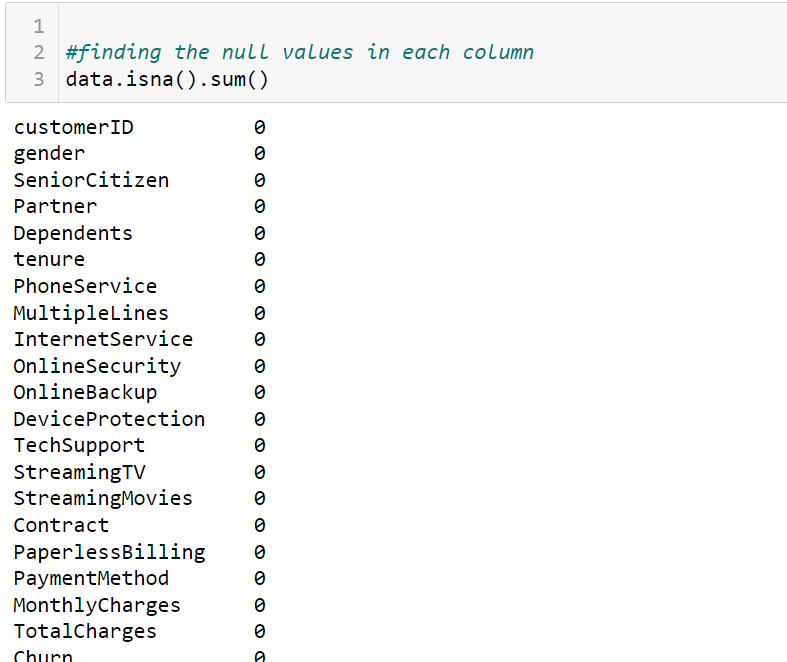 1
2 #finding the null values in each column
3 data.isna().sum()
customerID 0
gender 0
SeniorCitizen 0
Partner 0
Dependents 0
tenure 0
PhoneService 0
MultipleLines 0
InternetService 0
OnlineSecurity 0
OnlineBackup 0
DeviceProtection 0
TechSupport 0
StreamingTV 0
StreamingMovies 0
Contract 0
PaperlessBilling 0
PaymentMethod 0
MonthlyCharges 0
TotalCharges 0
Churn 0